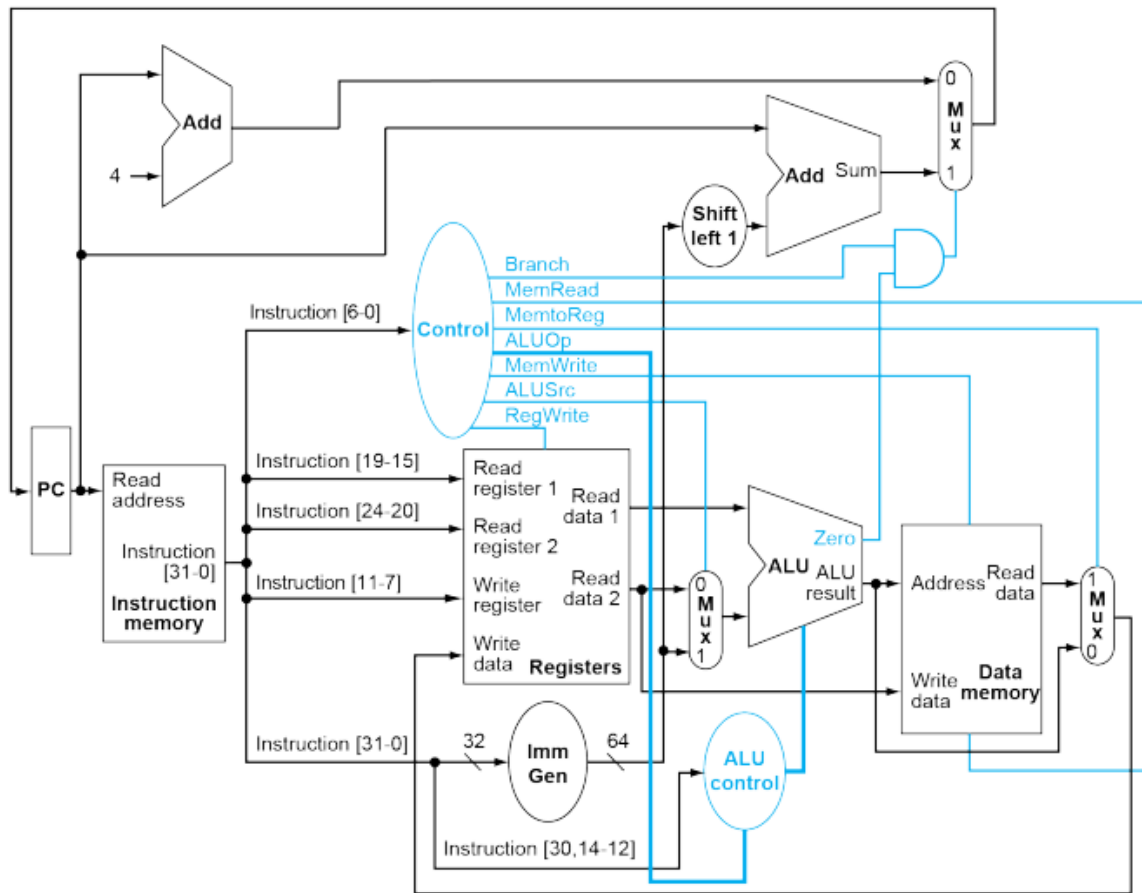 Add
4
0
Mux
1
Add Sum
Shift
left 1
Branch
MemRead
MemtoReg
ALUOp
MemWrite
ALUSrc
RegWrite
Control
Instruction [6-0]
PC
Read
address
Instruction
[31-0]
Instruction
memory
Instruction [19-15]
Instruction [24-20]
Instruction [11-7]
Instruction [31-0]
Read
register 1
Read
register 2
Write
register
Write
data
Read
data 1
Read
data 2
Registers
0
Mux
1
Zero
ALU
ALU
result
Address
Read
data
Write
data
Data
memory
1
Mux
0
32
Imm
Gen
64
ALU
control
Instruction [30,14-12]